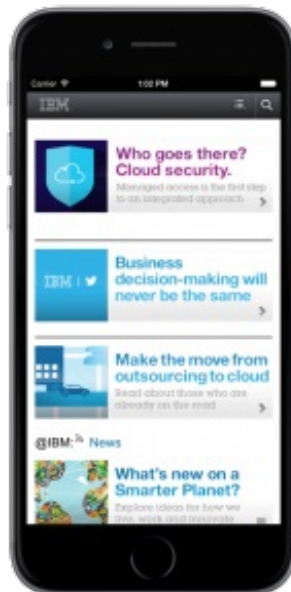 Carrier 1:02 PM
IBM
Who goes there?
Cloud security.
Managed access is the first step
to an integrated approach
IBM |
Business
decision-making will
never be the same
Make the move from
outsourcing to cloud
Read about those who are
already on the road
@IBM: News
What's new on a
Smarter Planet?
Explore ideas for how we
live, work and innovate